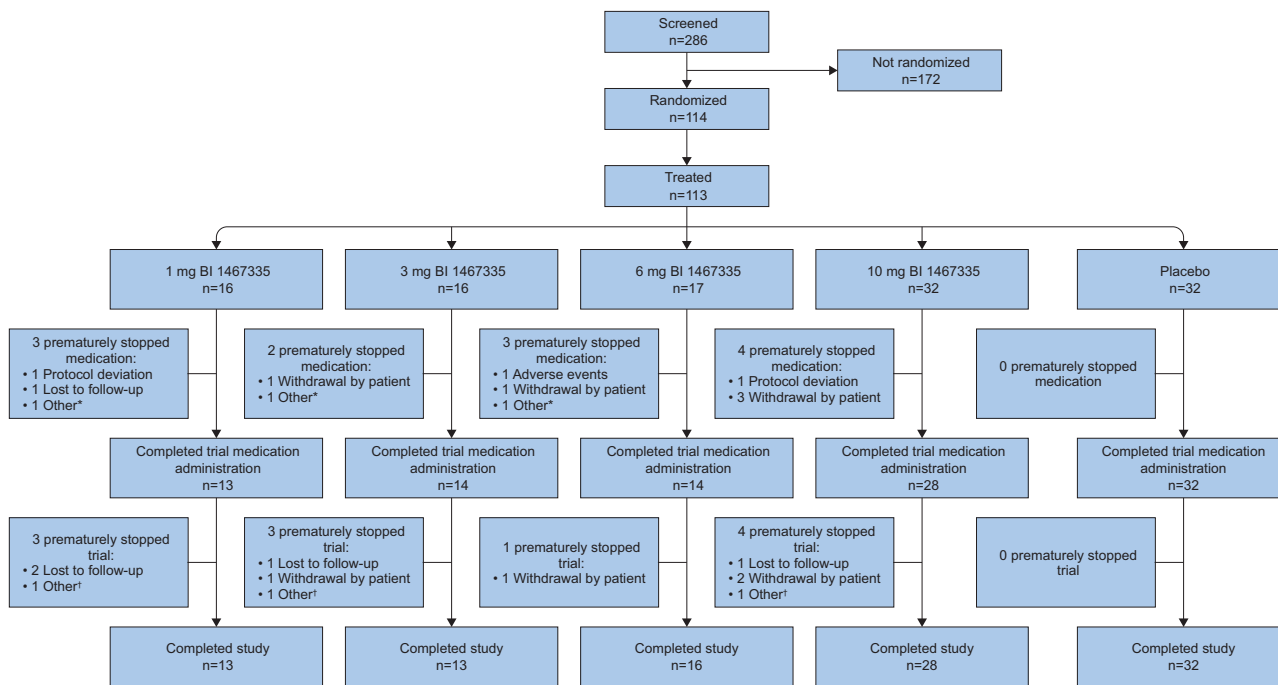 Screened
n=286
Not randomized
n=172
Randomized
n=114
Treated
n=113
1 mg BI 1467335
n=16
3 mg BI 1467335
n=16
6 mg BI 1467335
n=17
10 mg BI 1467335
n=32
Placebo
n=32
3 prematurely stopped
medication:
• 1 Protocol deviation
• 1 Lost to follow-up
• 1 Other*
2 prematurely stopped
medication:
• 1 Withdrawal by patient
• 1 Other*
3 prematurely stopped
medication:
• 1 Adverse events
• 1 Withdrawal by patient
• 1 Other*
4 prematurely stopped
medication:
• 1 Protocol deviation
• 3 Withdrawal by patient
0 prematurely stopped
medication
Completed trial medication
administration
n=13
Completed trial medication
administration
n=14
Completed trial medication
administration
n=14
Completed trial medication
administration
n=28
Completed trial medication
administration
n=32
3 prematurely stopped
trial:
• 2 Lost to follow-up
• 1 Other†
3 prematurely stopped
trial:
• 1 Lost to follow-up
• 1 Withdrawal by patient
• 1 Other†
1 prematurely stopped
trial:
• 1 Withdrawal by patient
4 prematurely stopped
trial:
• 1 Lost to follow-up
• 2 Withdrawal by patient
• 1 Other†
0 prematurely stopped
trial
Completed study
n=13
Completed study
n=13
Completed study
n=16
Completed study
n=28
Completed study
n=32